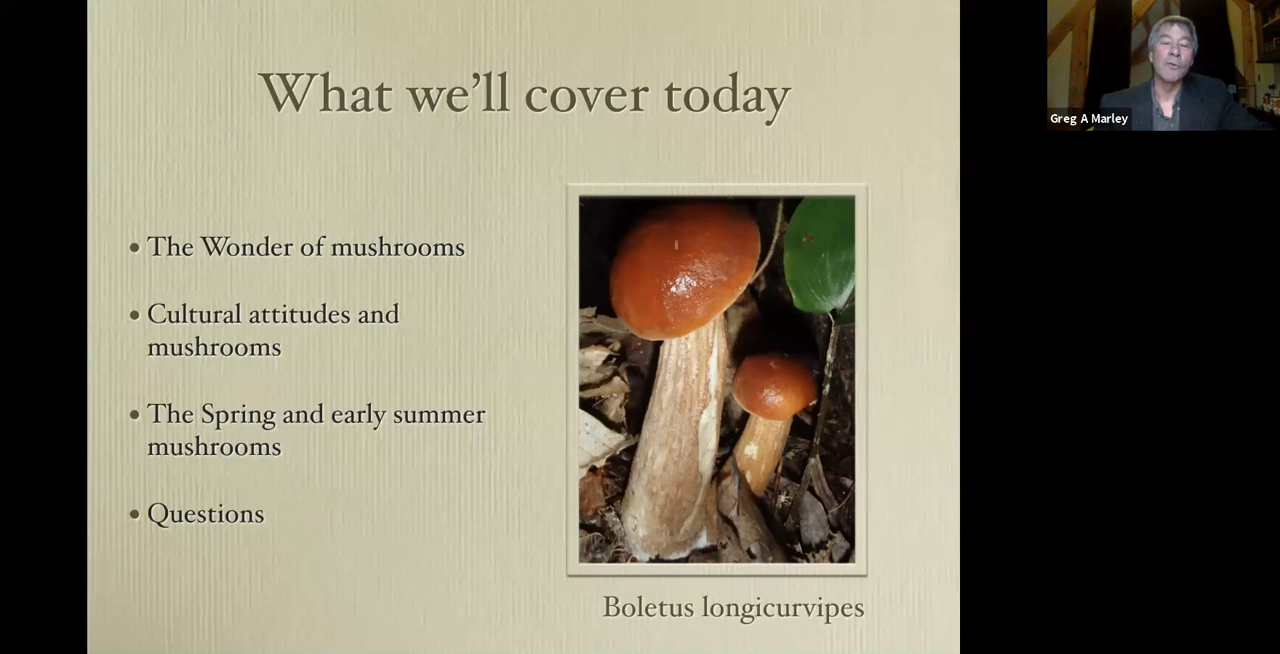 What we'll cover today
• The Wonder of mushrooms
• Cultural attitudes and
mushrooms
• The Spring and early summer
mushrooms
• Questions
Boletus longicurvipes
Greg A Marley